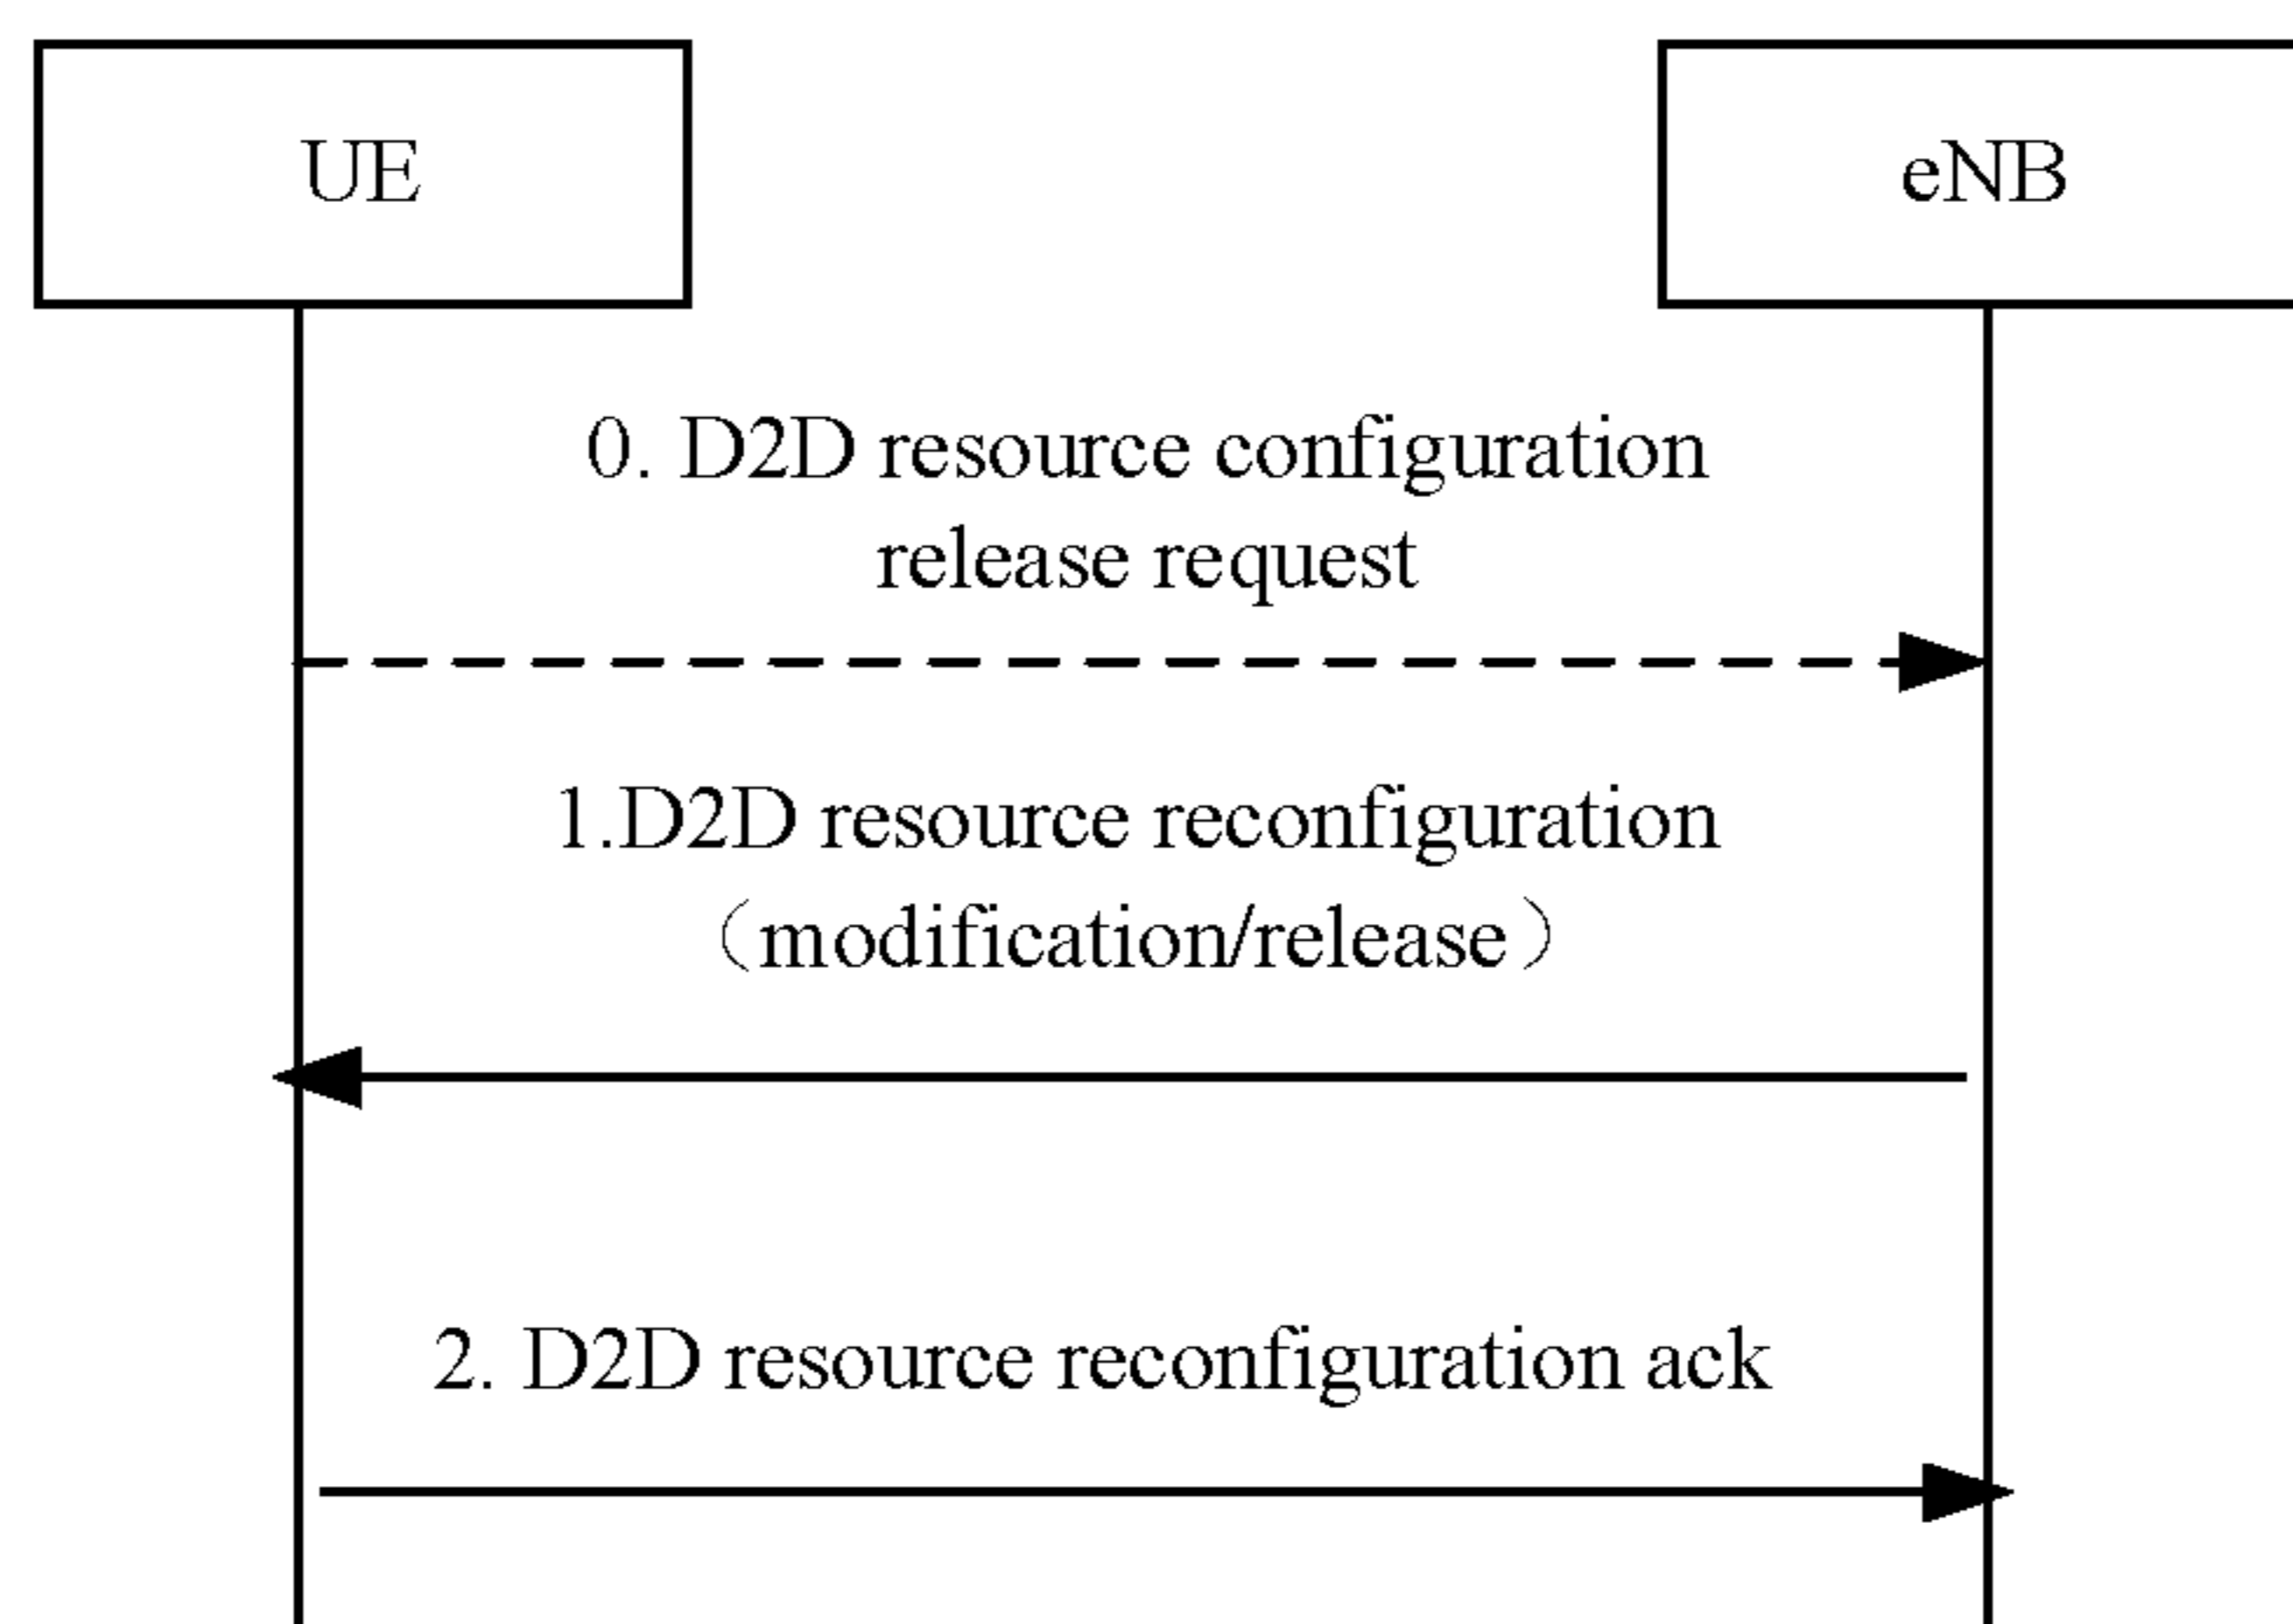 UE
eNB
0. D2D resource configuration
release request
1.D2D resource reconfiguration
（modification/release）
2. D2D resource reconfiguration ack